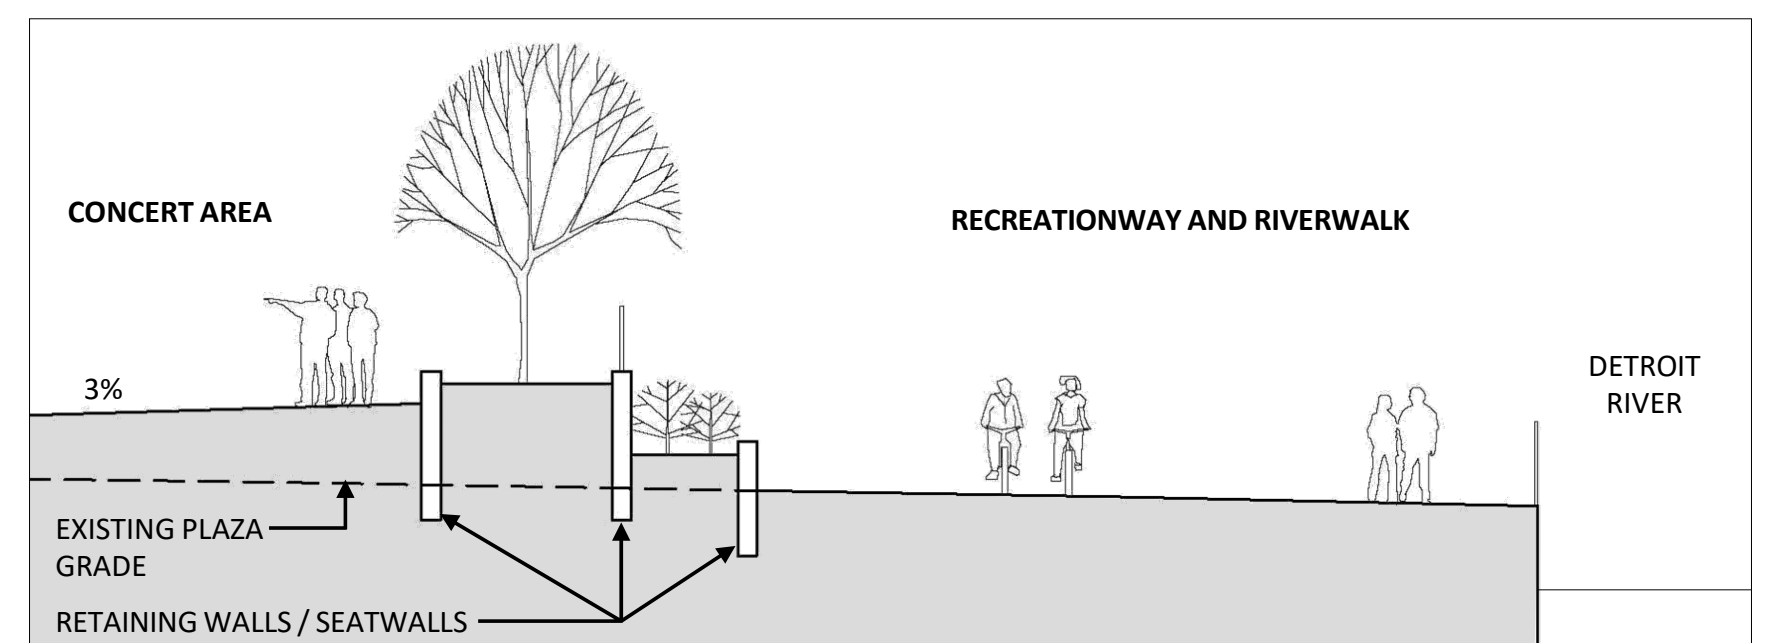 CONCERT AREA
RECREATIONWAY AND RIVERWALK
3%
DETROIT
RIVER
EXISTING PLAZA
GRADE
RETAINING WALLS / SEATWALLS